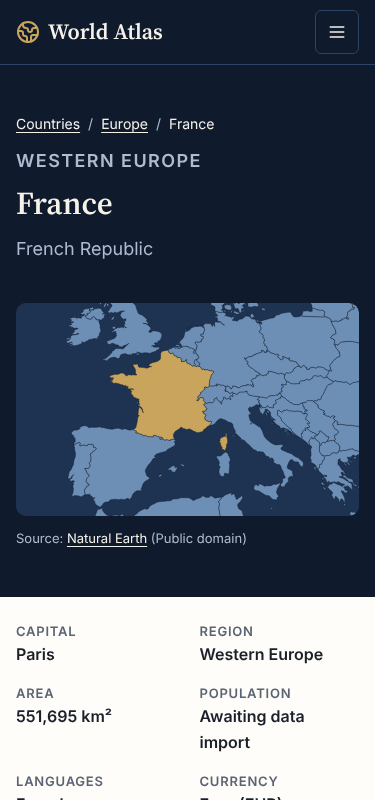 World Atlas
Countries / Europe / France
WESTERN EUROPE
France
French Republic
Source: Natural Earth (Public domain)
CAPITAL
Paris
REGION
Western Europe
AREA
551,695 km²
POPULATION
Awaiting data
import
LANGUAGES
CURRENCY